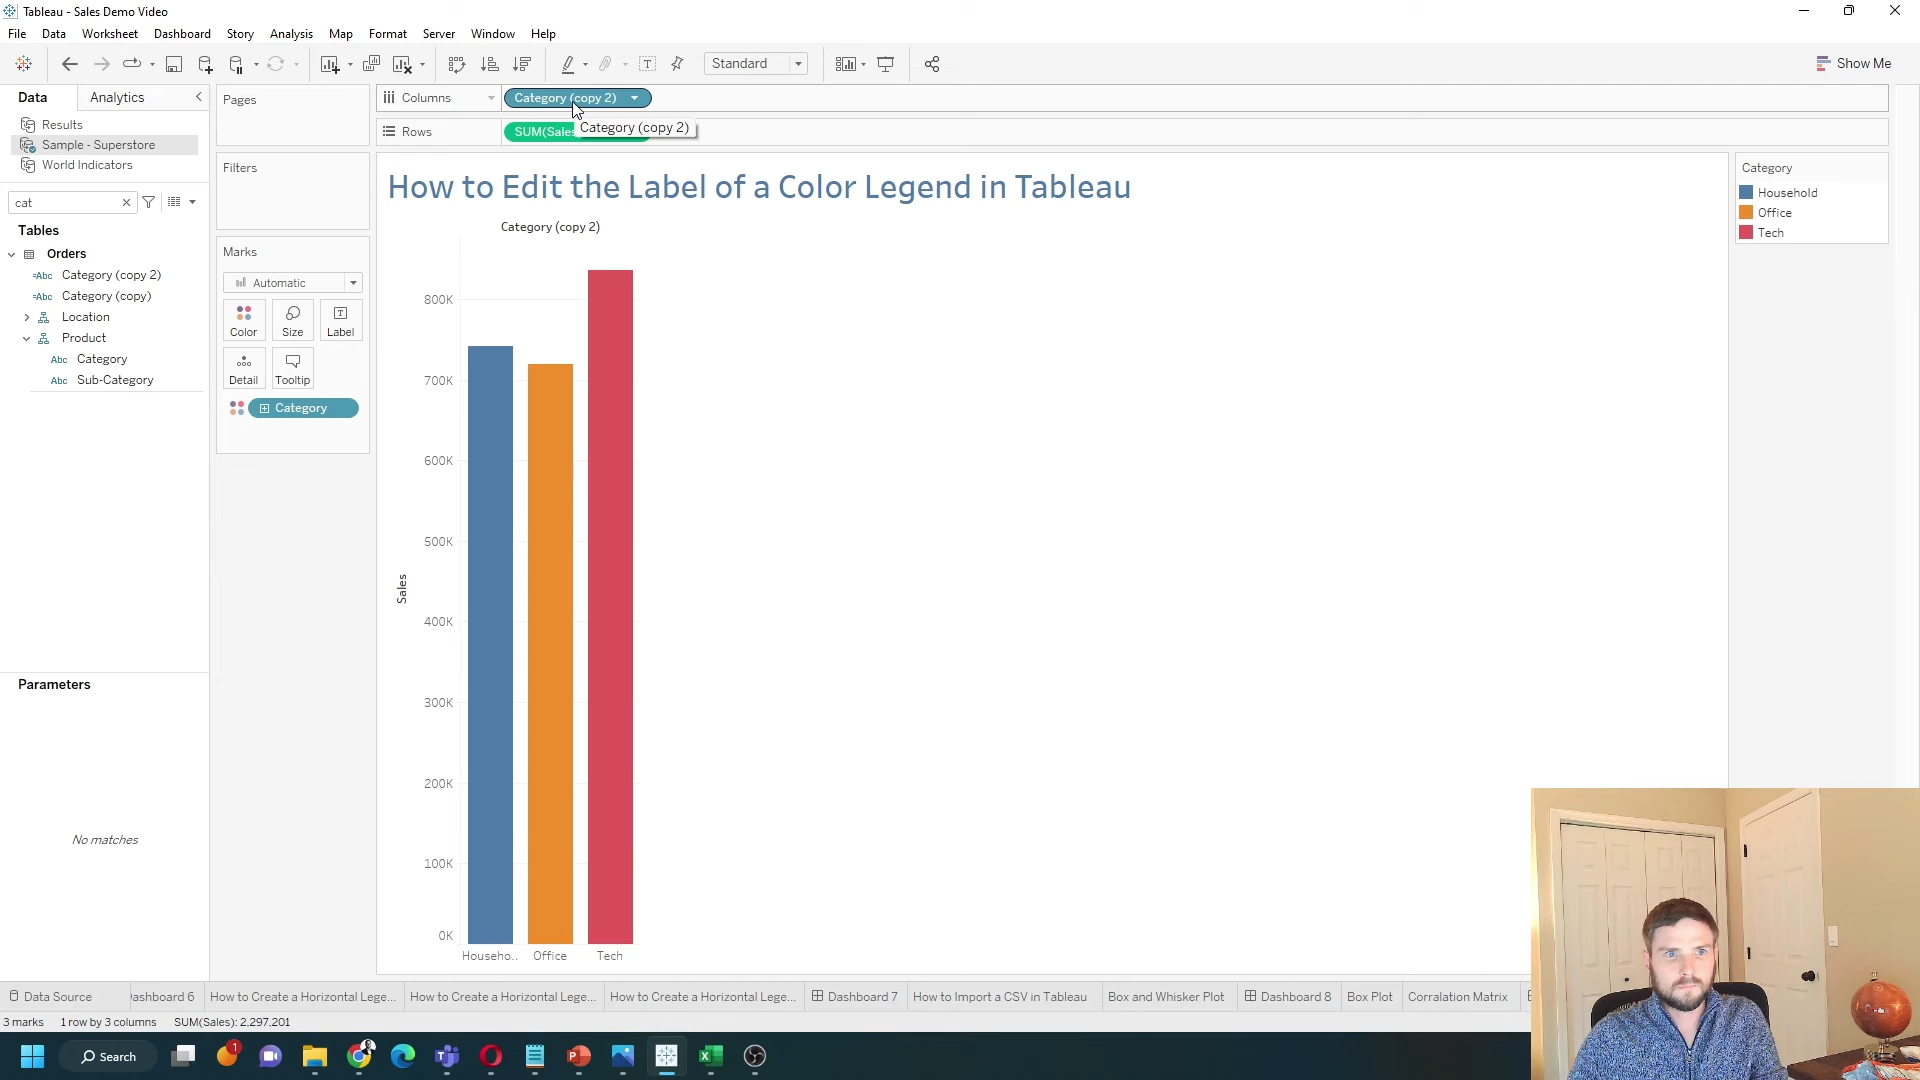 Tableau - Sales Demo Video
File Data Worksheet Dashboard Story Analysis Map Format Server Window Help
Standard
Show Me
Data
Analytics
Results
Sample - Superstore
World Indicators
cat
Tables
Orders
Category (copy 2)
Category (copy)
Location
Product
Category
Sub-Category
Parameters
No matches
Pages
Filters
Marks
Automatic
Color
Size
Label
Detail
Tooltip
Category
Columns
Category (copy 2)
Rows
SUM(Sales
Category (copy 2)
How to Edit the Label of a Color Legend in Tableau
Category (copy 2)
800K
700K
600K
500K
400K
300K
200K
100K
0K
Sales
Househo..
Office
Tech
Category
Household
Office
Tech
Data Source
ashboard 6
How to Create a Horizontal Lege...
How to Create a Horizontal Lege...
How to Create a Horizontal Lege...
Dashboard 7
How to Import a CSV in Tableau
Box and Whisker Plot
Dashboard 8
Box Plot
Corralation Matrix
3 marks
1 row by 3 columns
SUM(Sales): 2,297,201
Search
1